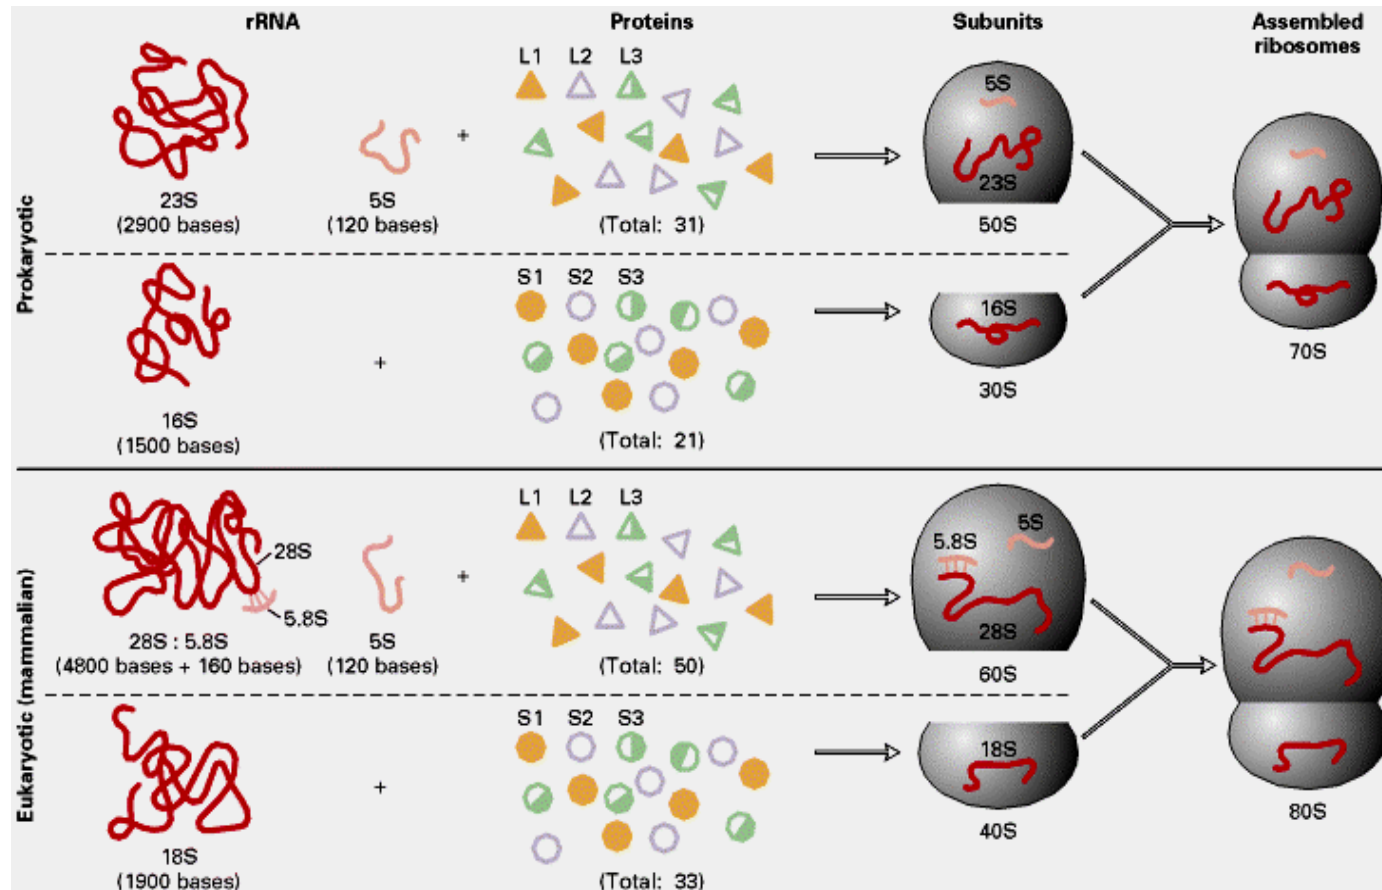 rRNA
Proteins
Subunits
Assembled
ribosomes
Prokaryotic
L1 L2 L3
+
23S
(2900 bases)
5S
(120 bases)
(Total: 31)
5S
23S
50S
S1 S2 S3
+
16S
(1500 bases)
(Total: 21)
16S
30S
70S
Eukaryotic (mammalian)
L1 L2 L3
+
28S
5.8S
28S : 5.8S
(4800 bases + 160 bases)
5S
(120 bases)
(Total: 50)
5.8S
5S
28S
60S
S1 S2 S3
+
18S
(1900 bases)
(Total: 33)
18S
40S
80S